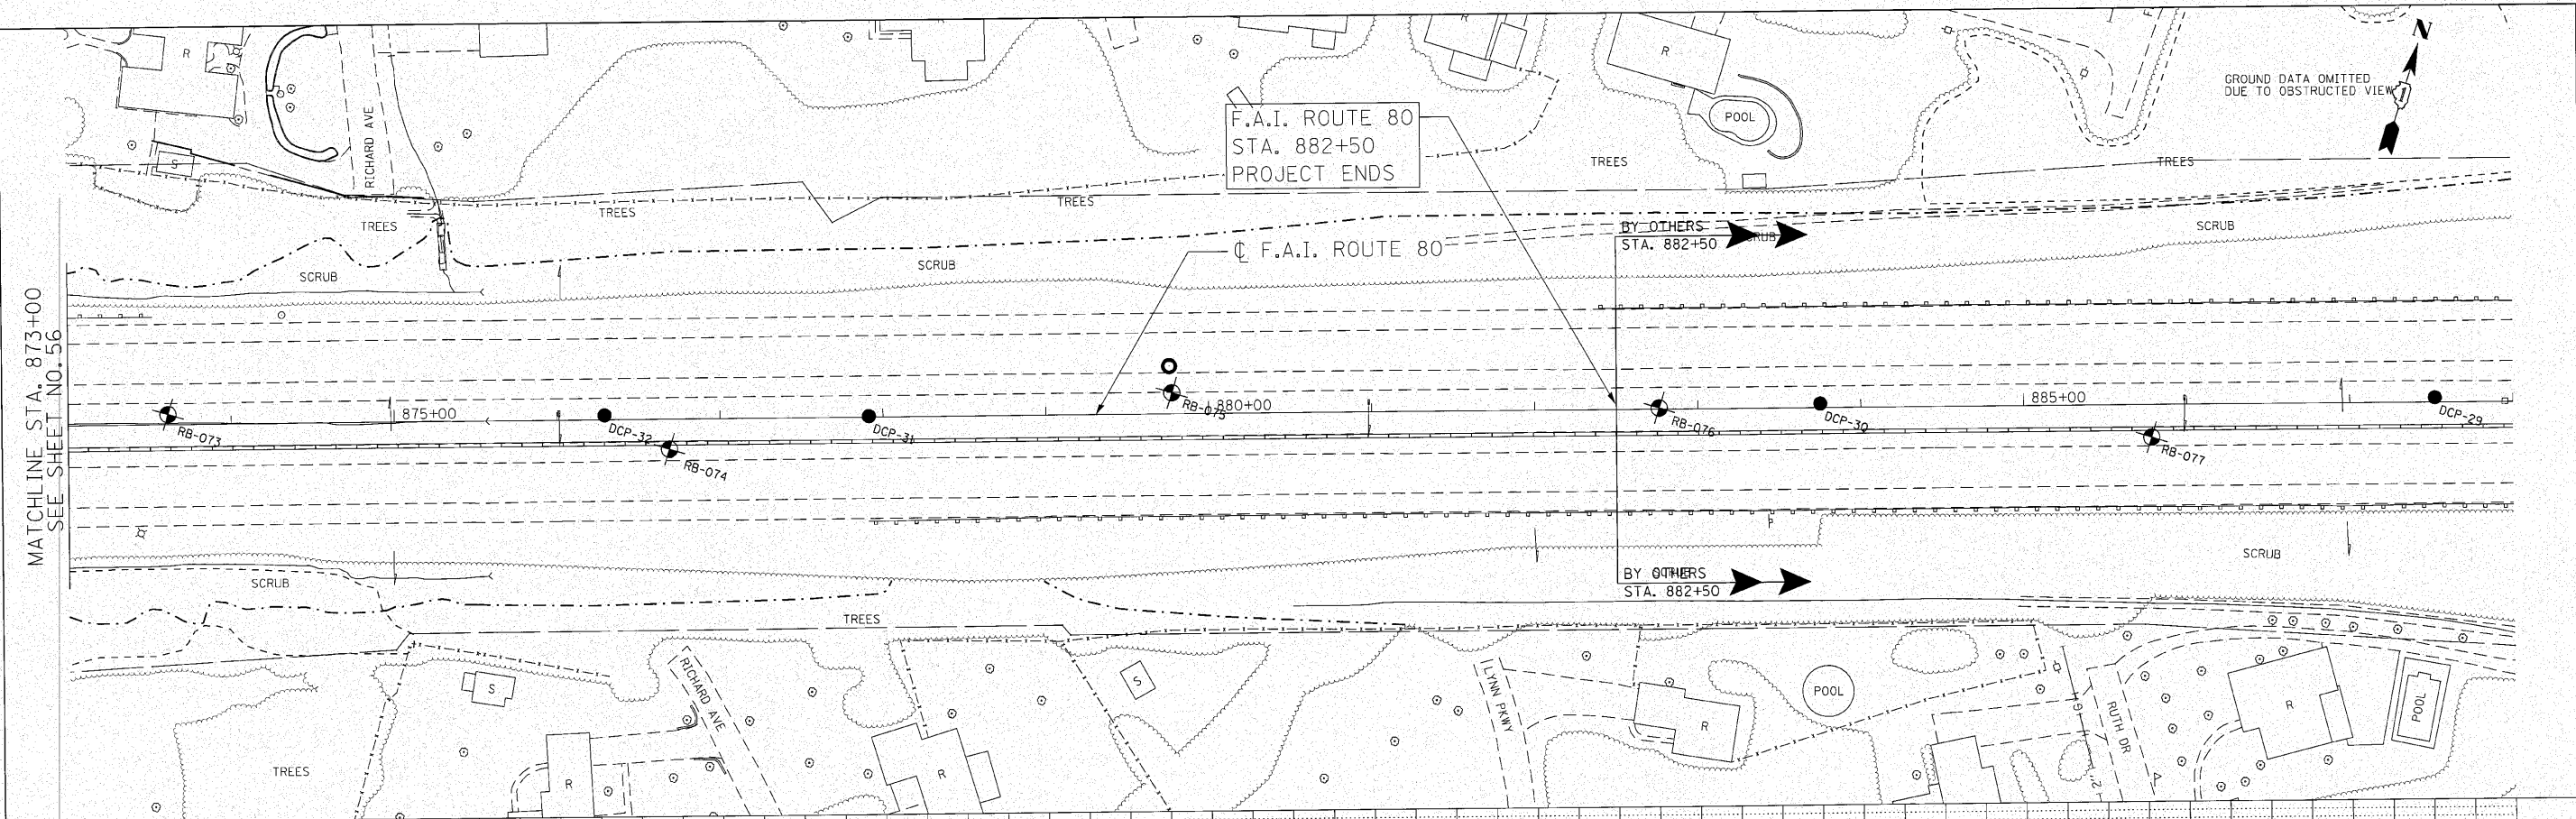 R
RICHARD AVE
S
TREES
SCRUB
TREES
SCRUB
TREES
R
F.A.I. ROUTE 80
STA. 882+50
PROJECT ENDS
℄ F.A.I. ROUTE 80
R
POOL
TREES
BY OTHERS
STA. 882+50
TREES
SCRUB
GROUND DATA OMITTED
DUE TO OBSTRUCTED VIEW
N
MATCHLINE STA. 873+00
SEE SHEET NO.56
RB-073
875+00
DCP-32
RB-074
DCP-31
RB-075
880+00
RB-076
DCP-30
885+00
RB-077
DCP-29
SCRUB
TREES
BY OTHERS
STA. 882+50
SCRUB
TREES
S
R
RICHARD AVE
R
S
LYNN PKWY
R
POOL
RUTH DR
R
POOL